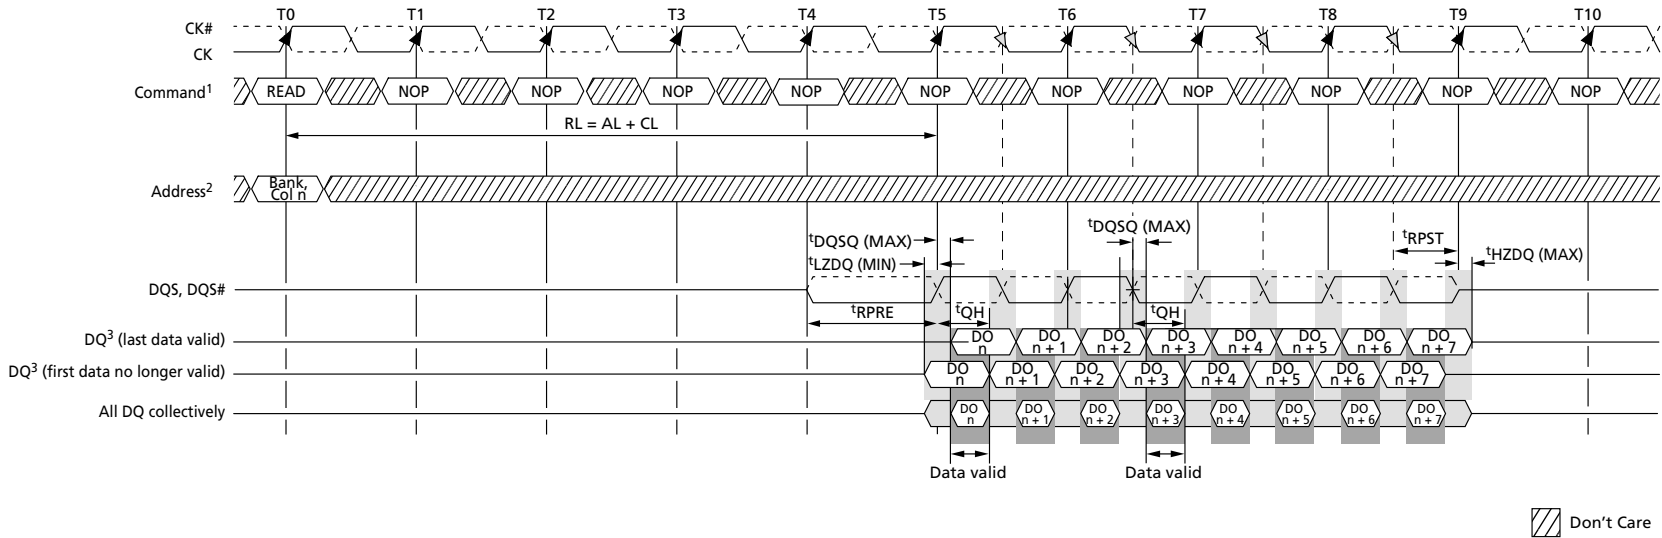 T0 T1 T2 T3 T4 T5 T6 T7 T8 T9 T10
CK#
CK
Command1 READ NOP NOP NOP NOP NOP NOP NOP NOP NOP NOP
RL = AL + CL
Address2 Bank,
Col n
tDQSQ (MAX) tDQSQ (MAX) tRPST
tLZDQ (MIN) tHZDQ (MAX)
DQS, DQS#
tRPRE tQH tQH
DQ3 (last data valid) DO
n DO
n + 1 DO
n + 2 DO
n + 3 DO
n + 4 DO
n + 5 DO
n + 6 DO
n + 7
DQ3 (first data no longer valid) DO
n DO
n + 1 DO
n + 2 DO
n + 3 DO
n + 4 DO
n + 5 DO
n + 6 DO
n + 7
All DQ collectively DO
n DO
n + 1 DO
n + 2 DO
n + 3 DO
n + 4 DO
n + 5 DO
n + 6 DO
n + 7
Data valid Data valid
Don't Care